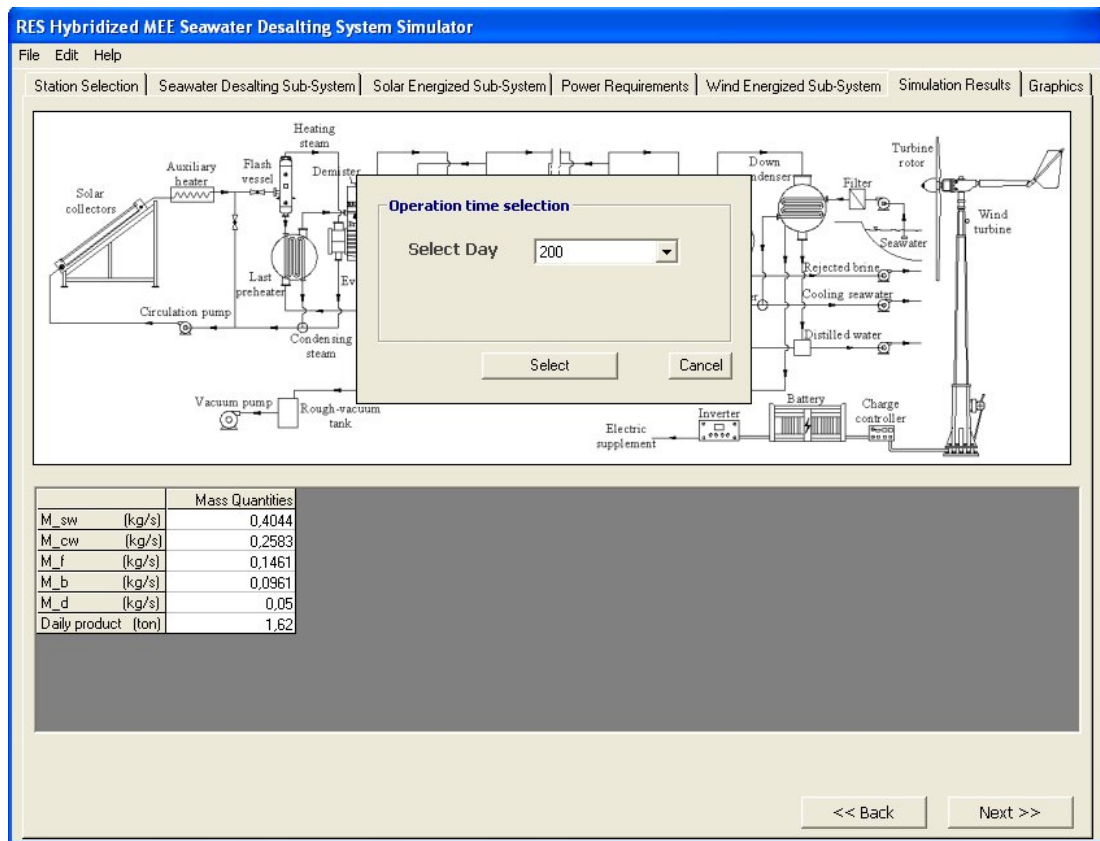 RES Hybridized MEE Seawater Desalting System Simulator
File Edit Help
Station Selection Seawater Desalting Sub-System Solar Energized Sub-System Power Requirements Wind Energized Sub-System Simulation Results Graphics
Heating
steam
Auxiliary
heater
Flash
vessel
Demister
Solar
collectors
Last
preheater
Ev
Circulation pump
Condensing
steam
Vacuum pump
Rough-vacuum
tank
Operation time selection
Select Day 200
Select Cancel
Down
ndenser
Filter
Turbine
rotor
Wind
turbine
Seawater
Rejected brine
er
Cooling seawater
Distilled water
Electric
supplement
Inverter
Battery
Charge
controller
Mass Quantities
M_sw (kg/s) 0,4044
M_cw (kg/s) 0,2583
M_f (kg/s) 0,1461
M_b (kg/s) 0,0961
M_d (kg/s) 0,05
Daily product (ton) 1,62
<< Back Next >>